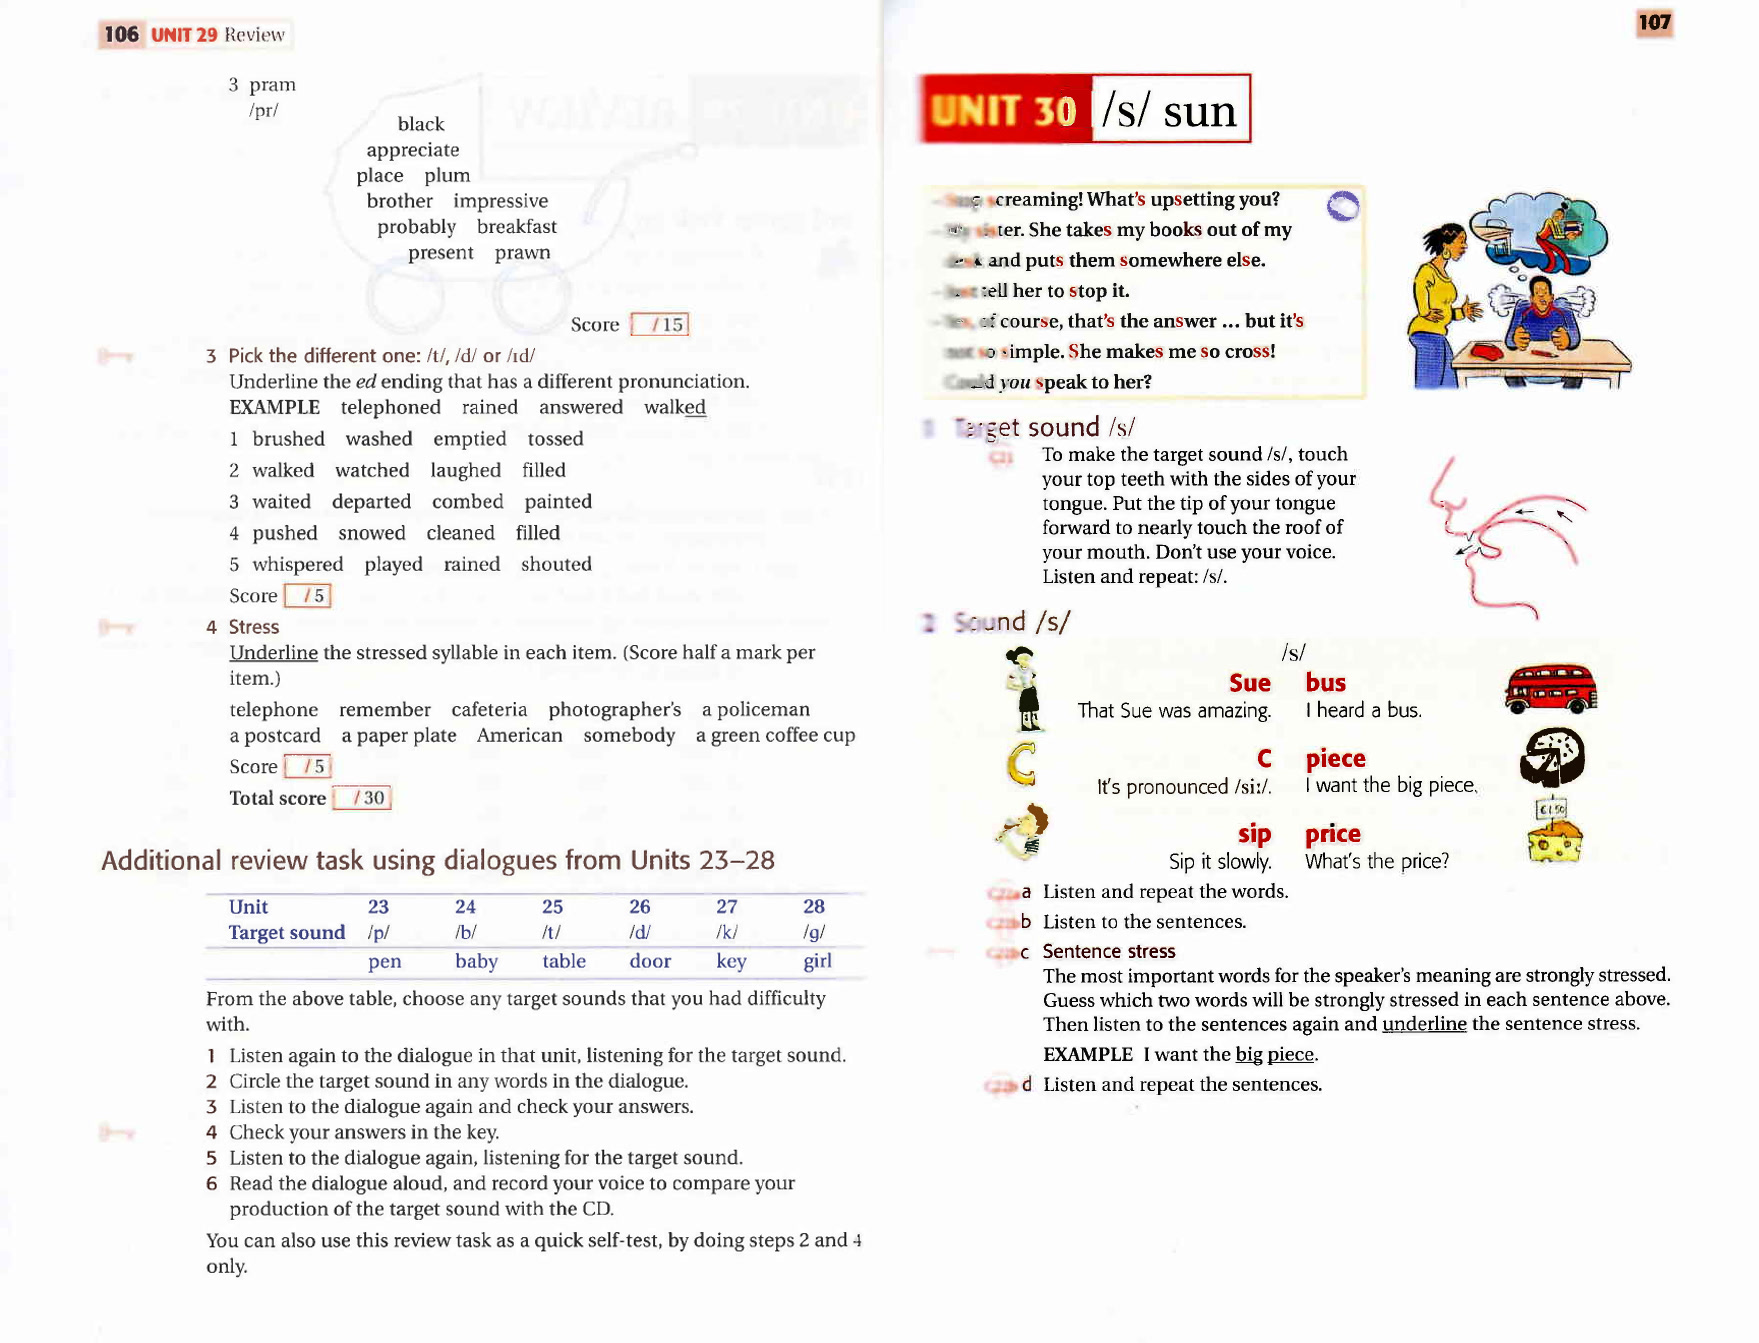 106 UNIT 29 Review
3 pram
/pr/
black
appreciate
place plum
brother impressive
probably breakfast
present prawn
Score /15
3 Pick the different one: /t/, /d/ or /ɪd/
Underline the ed ending that has a different pronunciation.
EXAMPLE telephoned rained answered walked
1 brushed washed emptied tossed
2 walked watched laughed filled
3 waited departed combed painted
4 pushed snowed cleaned filled
5 whispered played rained shouted
Score /5
4 Stress
Underline the stressed syllable in each item. (Score half a mark per
item.)
telephone remember cafeteria photographer's a policeman
a postcard a paper plate American somebody a green coffee cup
Score /5
Total score /30
Additional review task using dialogues from Units 23–28
Unit 23 24 25 26 27 28
Target sound /p/ /b/ /t/ /d/ /k/ /g/
pen baby table door key girl
From the above table, choose any target sounds that you had difficulty
with.
1 Listen again to the dialogue in that unit, listening for the target sound.
2 Circle the target sound in any words in the dialogue.
3 Listen to the dialogue again and check your answers.
4 Check your answers in the key.
5 Listen to the dialogue again, listening for the target sound.
6 Read the dialogue aloud, and record your voice to compare your
production of the target sound with the CD.
You can also use this review task as a quick self-test, by doing steps 2 and 4
only.
107
UNIT 30 /s/ sun
screaming! What's upsetting you?
sister. She takes my books out of my
and puts them somewhere else.
tell her to stop it.
of course, that's the answer ... but it's
so simple. She makes me so cross!
Could you speak to her?
1 Target sound /s/
To make the target sound /s/, touch
your top teeth with the sides of your
tongue. Put the tip of your tongue
forward to nearly touch the roof of
your mouth. Don't use your voice.
Listen and repeat: /s/.
2 Sound /s/
/s/
Sue bus
That Sue was amazing. I heard a bus.
C
C piece
It's pronounced /siː/. I want the big piece.
£1.50
sip price
Sip it slowly. What's the price?
a Listen and repeat the words.
b Listen to the sentences.
c Sentence stress
The most important words for the speaker's meaning are strongly stressed.
Guess which two words will be strongly stressed in each sentence above.
Then listen to the sentences again and underline the sentence stress.
EXAMPLE I want the big piece.
d Listen and repeat the sentences.